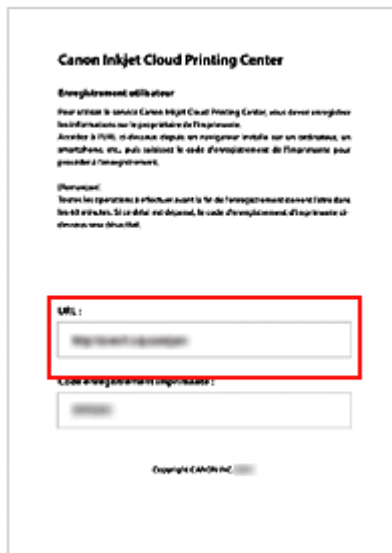 Canon Inkjet Cloud Printing Center
Enregistrement utilisateur
Pour utiliser le service Canon Inkjet Cloud Printing Center, vous devez enregistrer
les informations sur le propriétaire de l'imprimante.
Accédez à l'URL ci-dessous depuis un navigateur installé sur un ordinateur, un
smartphone, etc., puis saisissez le code d'enregistrement de l'imprimante pour
procéder à l'enregistrement.
Toutes les opérations à effectuer avant la fin de l'enregistrement doivent l'être dans
les 60 minutes. Si ce délai est dépassé, le code d'enregistrement d'imprimante ci-
dessous sera désactivé.
URL :
Code enregistrement imprimante :
Copyright CANON INC.